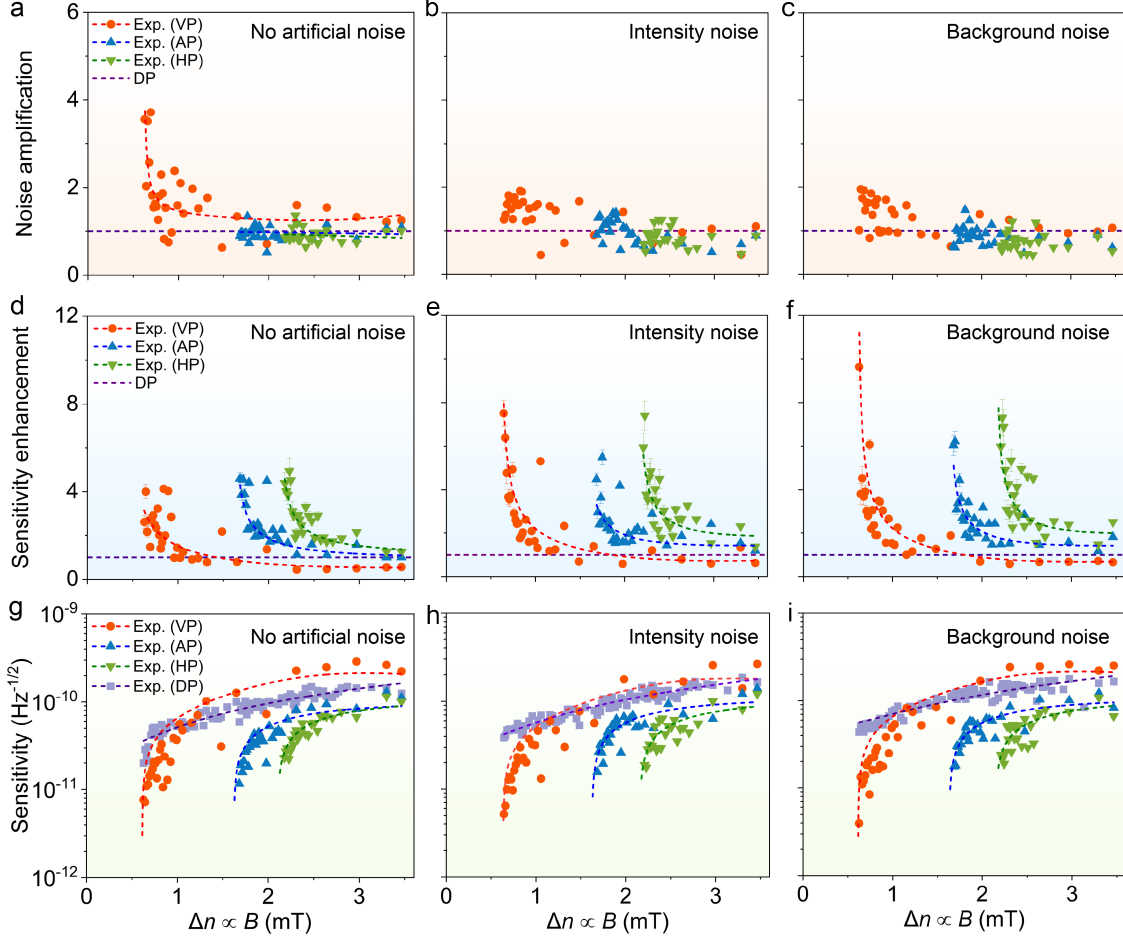 a
b
c
6
4
2
0
Noise amplification
Exp. (VP)
Exp. (AP)
Exp. (HP)
DP
No artificial noise
Intensity noise
Background noise
d
e
f
12
8
4
0
Sensitivity enhancement
Exp. (VP)
Exp. (AP)
Exp. (HP)
DP
No artificial noise
Intensity noise
Background noise
g
h
i
10⁻⁹
10⁻¹⁰
10⁻¹¹
10⁻¹²
Sensitivity (Hz⁻¹ᐟ²)
Exp. (VP)
Exp. (AP)
Exp. (HP)
Exp. (DP)
No artificial noise
Intensity noise
Background noise
0 1 2 3
0 1 2 3
0 1 2 3
Δn ∝ B (mT)
Δn ∝ B (mT)
Δn ∝ B (mT)